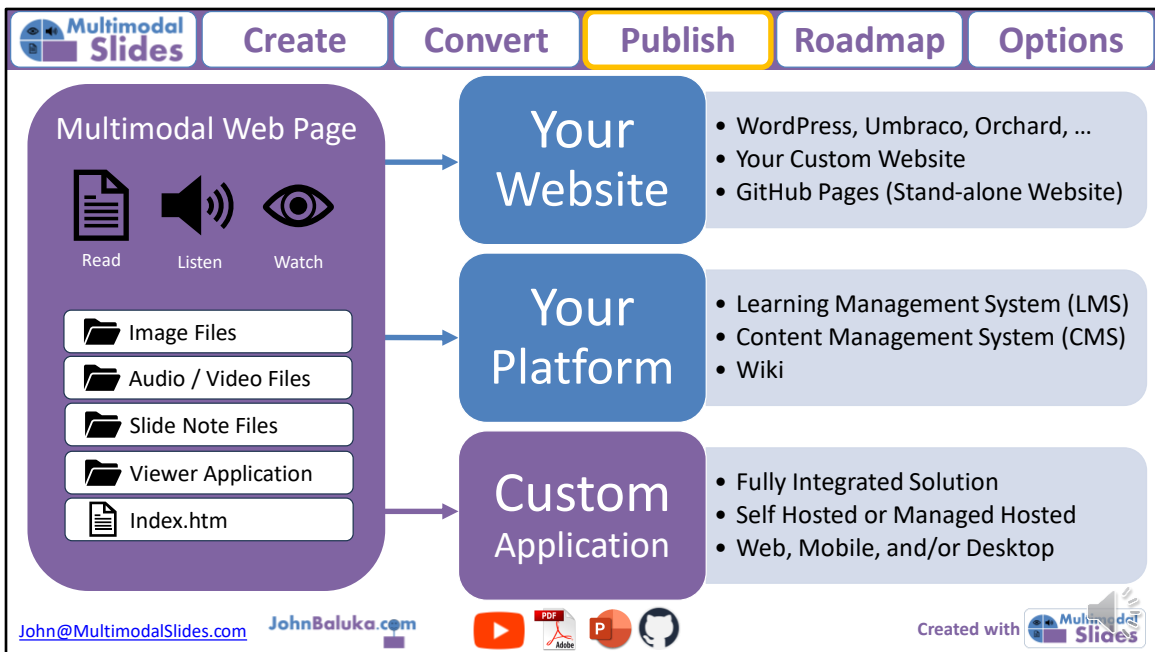 Multimodal
Slides
Create
Convert
Publish
Roadmap
Options
Multimodal Web Page
Read
Listen
Watch
Image Files
Audio / Video Files
Slide Note Files
Viewer Application
Index.htm
Your
Website
• WordPress, Umbraco, Orchard, ...
• Your Custom Website
• GitHub Pages (Stand-alone Website)
Your
Platform
• Learning Management System (LMS)
• Content Management System (CMS)
• Wiki
Custom
Application
• Fully Integrated Solution
• Self Hosted or Managed Hosted
• Web, Mobile, and/or Desktop
John@MultimodalSlides.com
JohnBaluka.com
PDF
Adobe
P
Created with
Multimodal
Slides